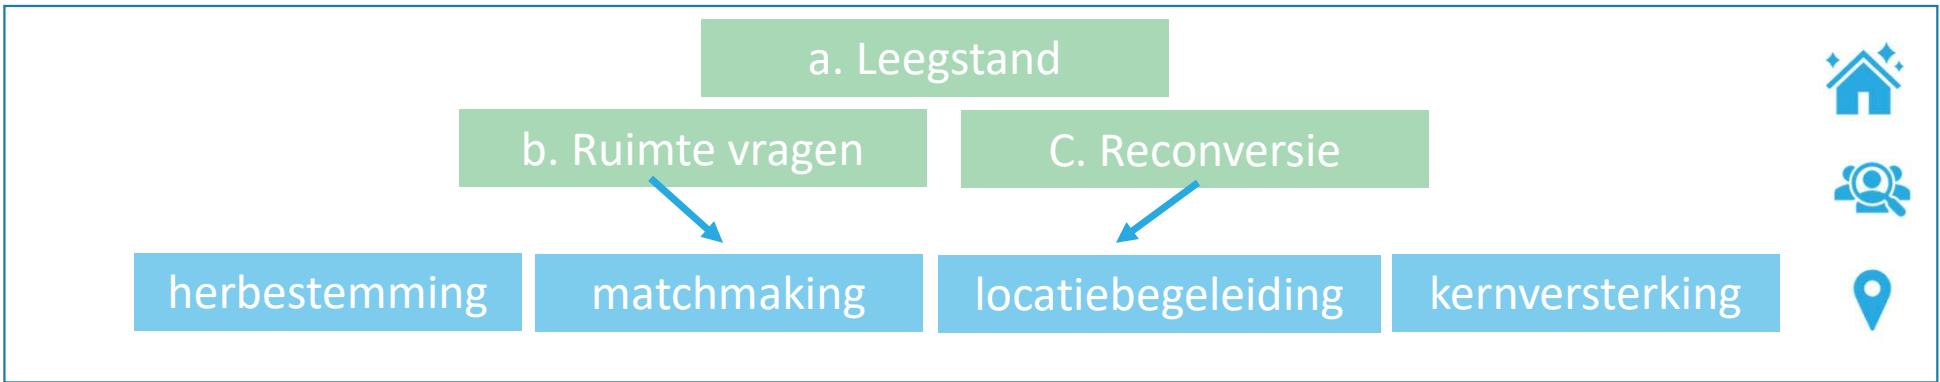 a. Leegstand
b. Ruimte vragen
C. Reconversie
herbestemming
matchmaking
locatiebegeleiding
kernversterking